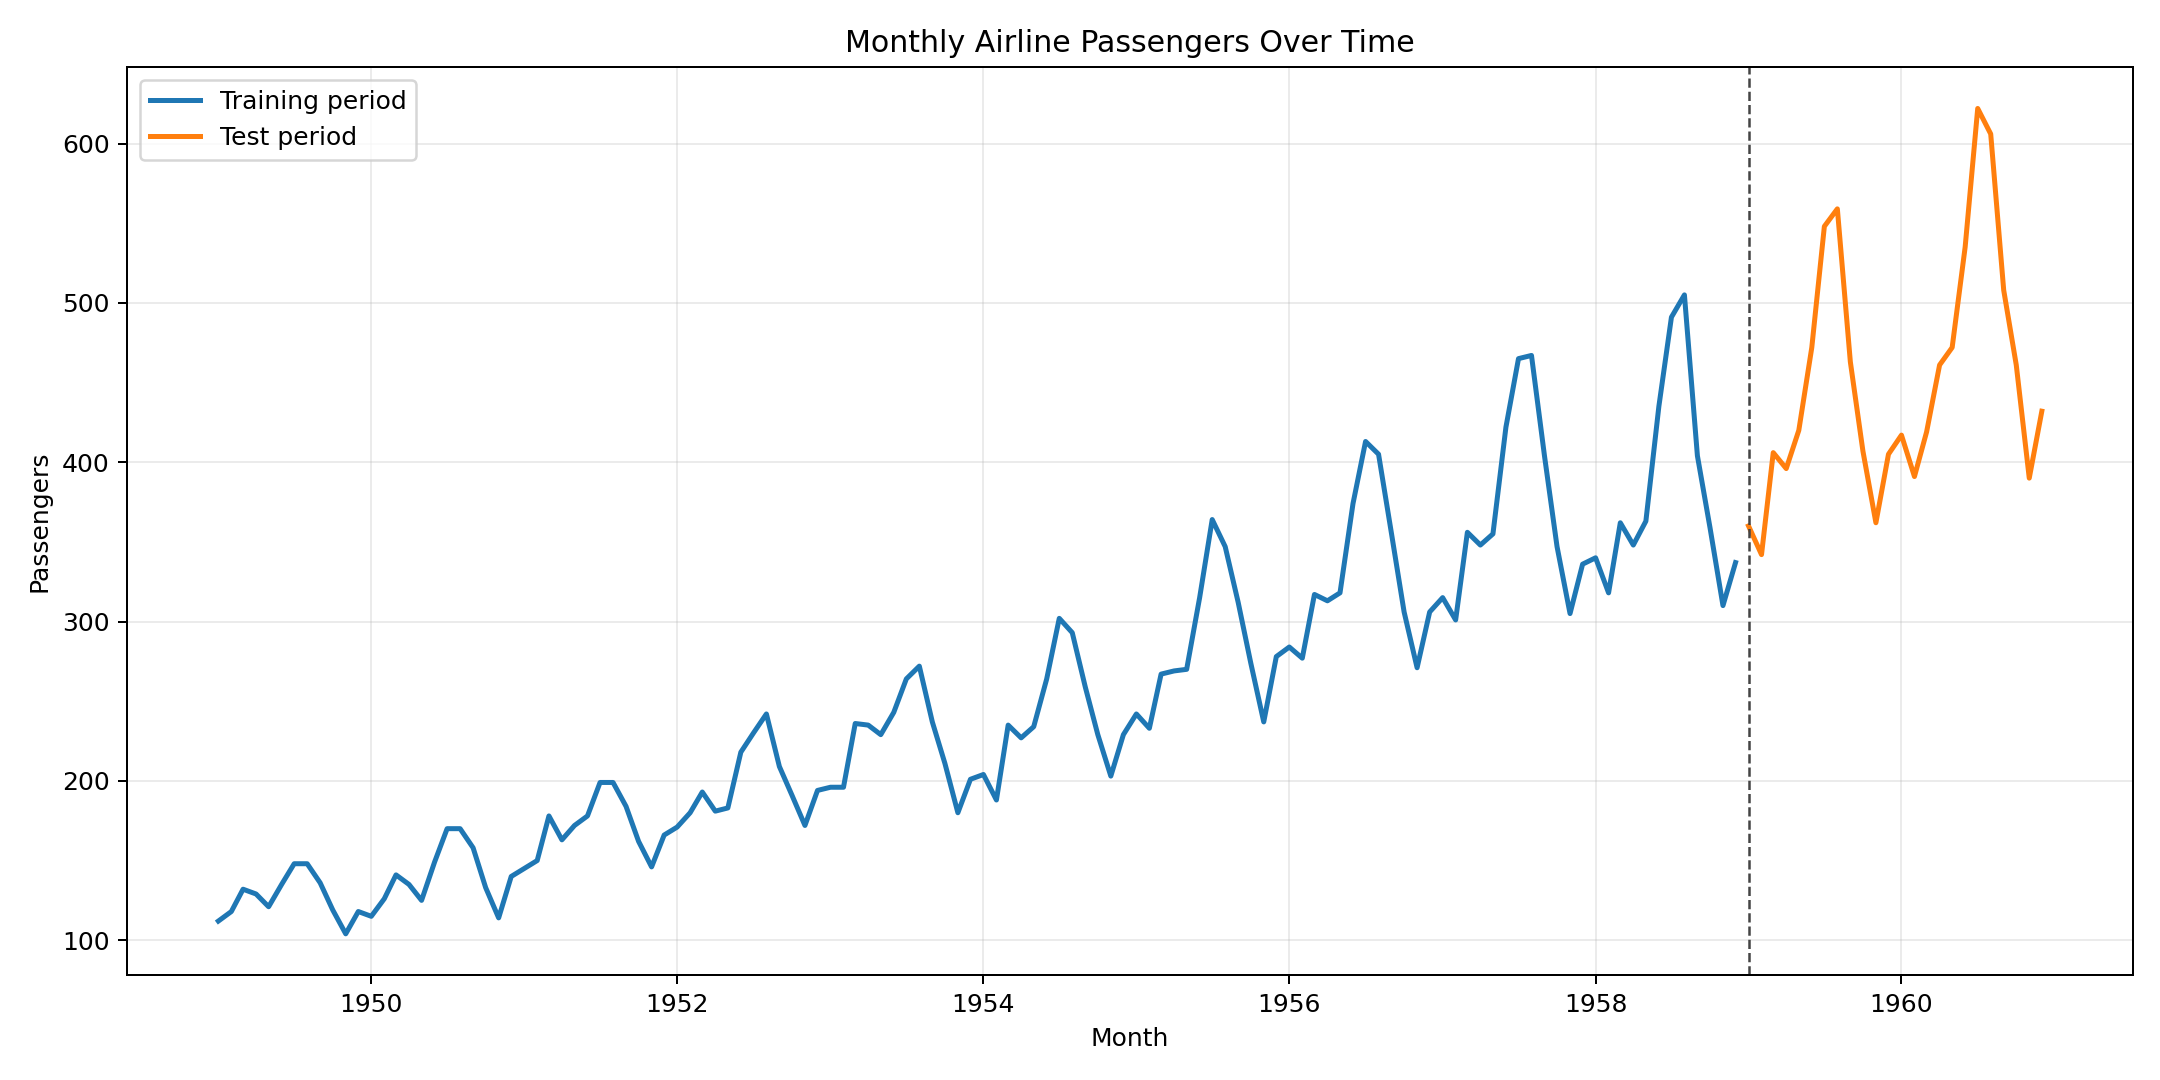 Monthly Airline Passengers Over Time
Training period
Test period
600
500
400
300
200
100
Passengers
1950 1952 1954 1956 1958 1960
Month